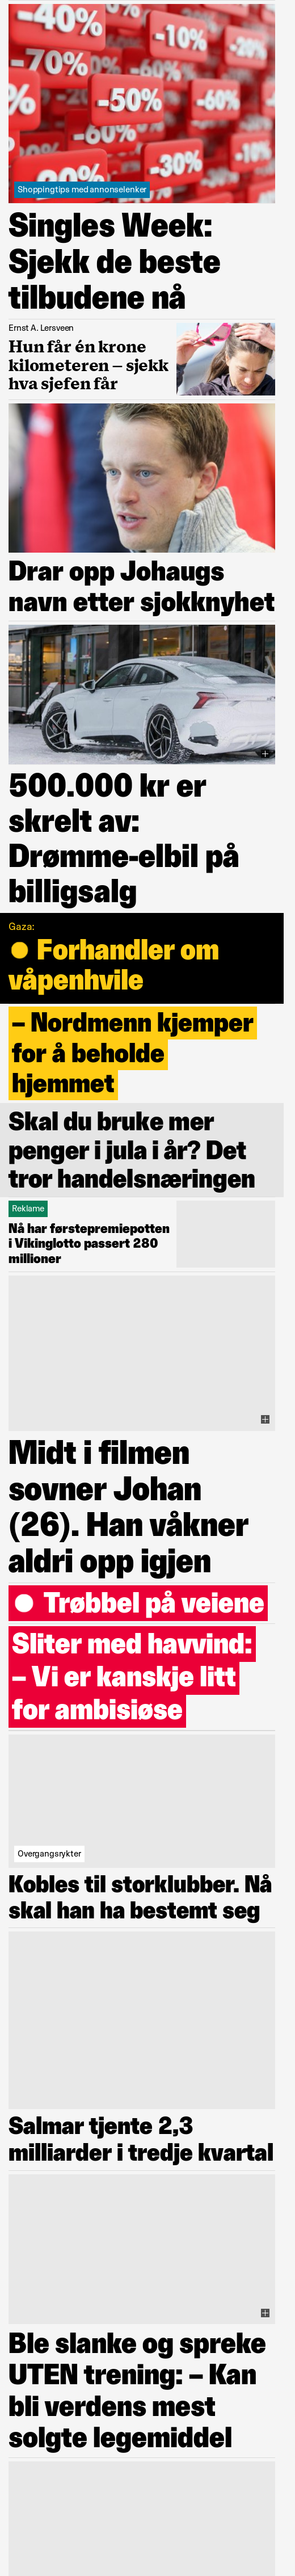 -40%
-10%
-20%
-70%
-50%
-60%
-60%
-10%
-30%
20%
Shoppingtips med annonselenker
Singles Week:
Sjekk de beste
tilbudene nå
Ernst A. Lersveen
Hun får én krone
kilometeren – sjekk
hva sjefen får
Drar opp Johaugs
navn etter sjokknyhet
500.000 kr er
skrelt av:
Drømme-elbil på
billigsalg
Gaza:
● Forhandler om
våpenhvile
– Nordmenn kjemper
for å beholde
hjemmet
Skal du bruke mer
penger i jula i år? Det
tror handelsnæringen
Reklame
Nå har førstepremiepotten
i Vikinglotto passert 280
millioner
Midt i filmen
sovner Johan
(26). Han våkner
aldri opp igjen
● Trøbbel på veiene
Sliter med havvind:
– Vi er kanskje litt
for ambisiøse
Overgangsrykter
Kobles til storklubber. Nå
skal han ha bestemt seg
Salmar tjente 2,3
milliarder i tredje kvartal
Ble slanke og spreke
UTEN trening: – Kan
bli verdens mest
solgte legemiddel